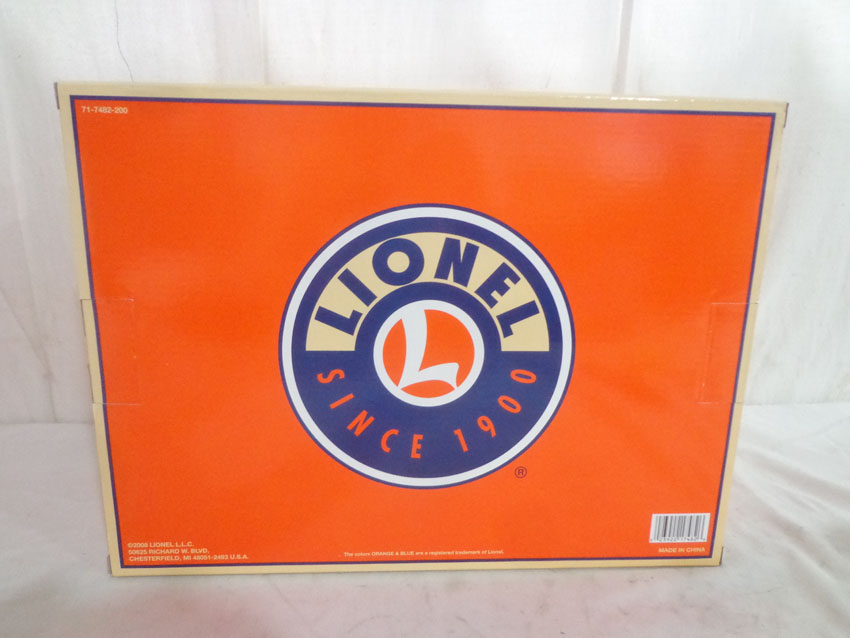 71-7482-200
LIONEL
L
SINCE 1900
®
©2008 LIONEL L.L.C.
50625 RICHARD W. BLVD.
CHESTERFIELD, MI 48051-2493 U.S.A.
The colors ORANGE & BLUE are a registered trademark of Lionel.
MADE IN CHINA